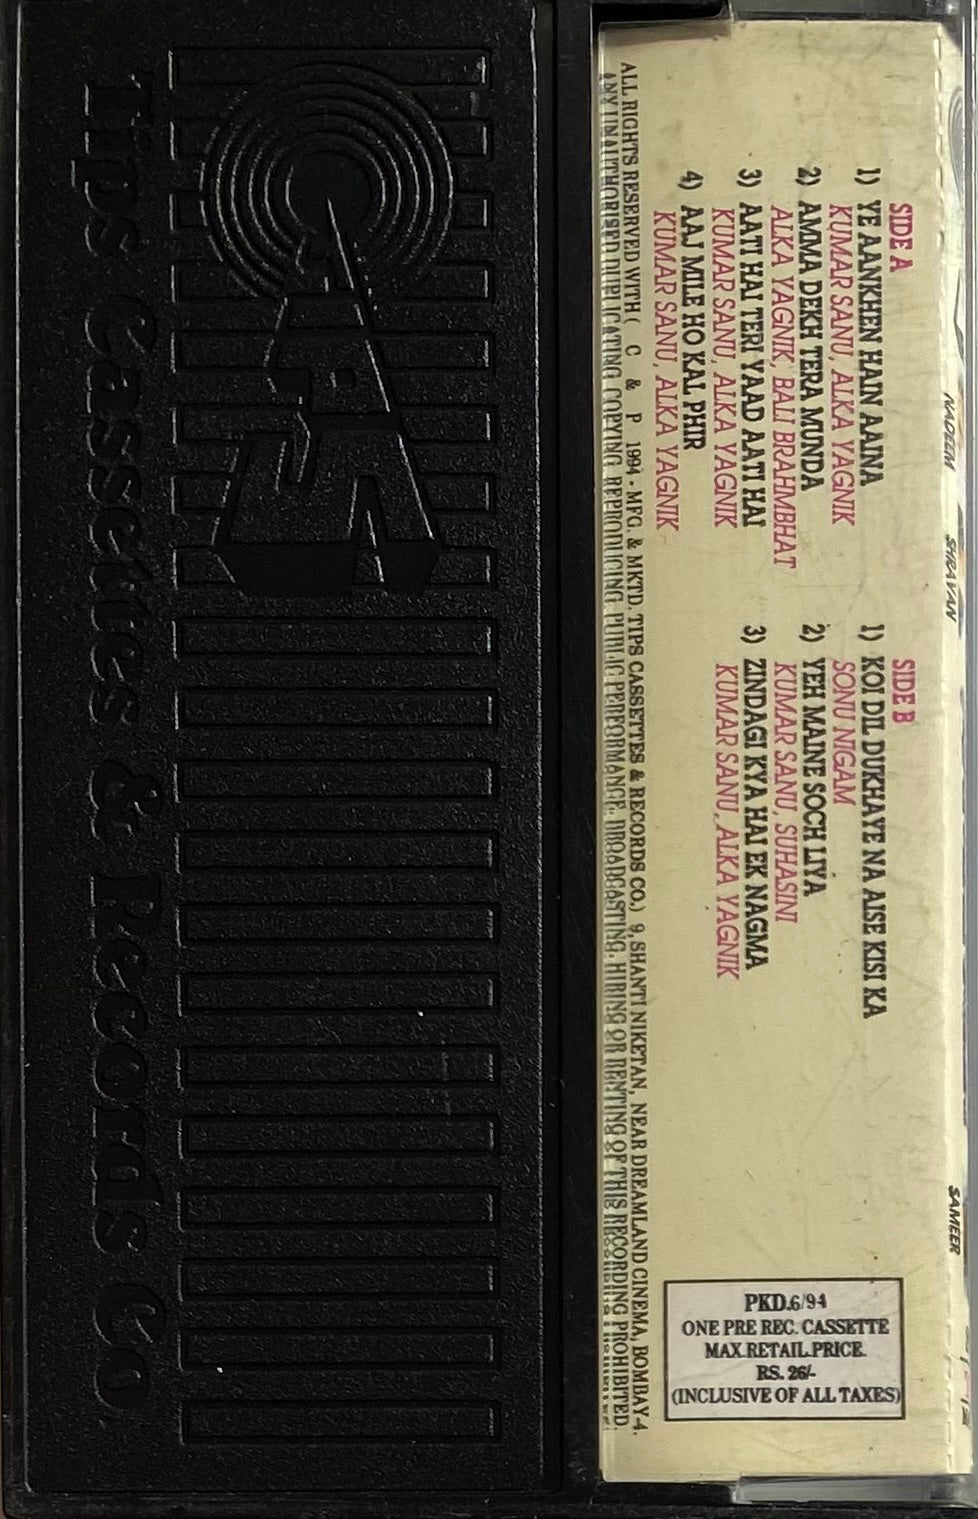 NADEEM SHRAVAN SAMEER
SIDE A
1) YE AANKHEN HAIN AAINA
KUMAR SANU, ALKA YAGNIK
2) AMMA DEKH TERA MUNDA
ALKA YAGNIK, BALI BRAHMBHAT
3) AATI HAI TERI YAAD AATI HAI
KUMAR SANU, ALKA YAGNIK
4) AAJ MILE HO KAL PHIR
KUMAR SANU, ALKA YAGNIK
SIDE B
1) KOI DIL DUKHAYE NA AISE KISI KA
SONU NIGAM
2) YEH MAINE SOCH LIYA
KUMAR SANU, SUHASINI
3) ZINDAGI KYA HAI EK NAGMA
KUMAR SANU, ALKA YAGNIK
PKD.6/94
ONE PRE REC. CASSETTE
MAX.RETAIL.PRICE.
RS. 26/-
(INCLUSIVE OF ALL TAXES)
ALL RIGHTS RESERVED WITH ( C & P 1994 - MFG. & MKTD. TIPS CASSETTES & RECORDS CO.) 9, SHANTI NIKETAN, NEAR DREAMLAND CINEMA, BOMBAY-4.
ANY UNAUTHORISED DUPLICATING, COPYING, REPRODUCING, PUBLIC PERFORMANCE, BROADCASTING, HIRING OR RENTING OF THIS RECORDING PROHIBITED.
Tips Cassettes & Records Co